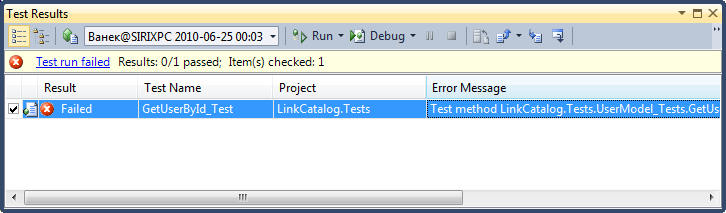 Test Results
Ванек@SIRIXPC 2010-06-25 00:03 Run Debug
Test run failed Results: 0/1 passed; Item(s) checked: 1
Result Test Name Project Error Message
Failed GetUserById_Test LinkCatalog.Tests Test method LinkCatalog.Tests.UserModel_Tests.GetUs